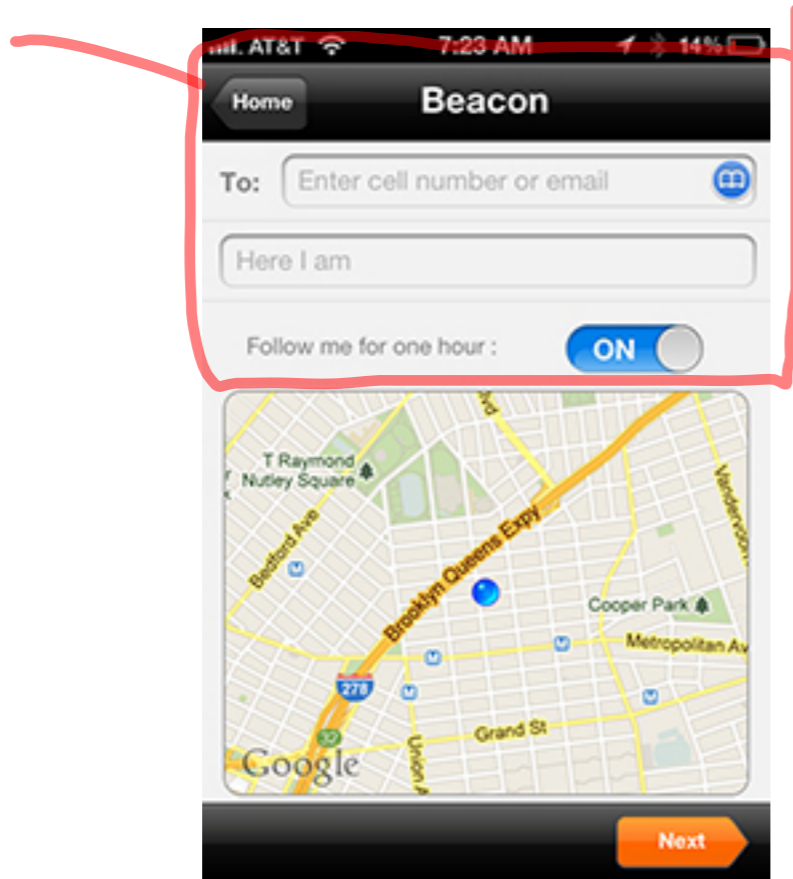 AT&T 7:23 AM 14%
Home Beacon
To: Enter cell number or email
Here I am
Follow me for one hour : ON
T Raymond
Nutley Square
Bedford Ave
Brooklyn Queens Expy
Cooper Park
Metropolitan Av
278
Grand St
Union A
Google
Next